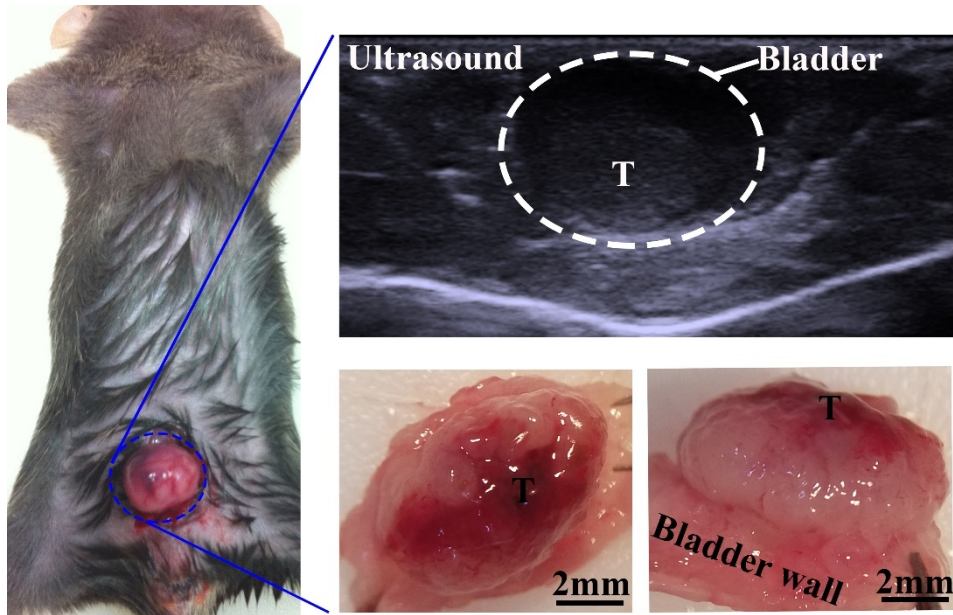 Ultrasound
Bladder
T
T
2mm
T
Bladder wall
2mm